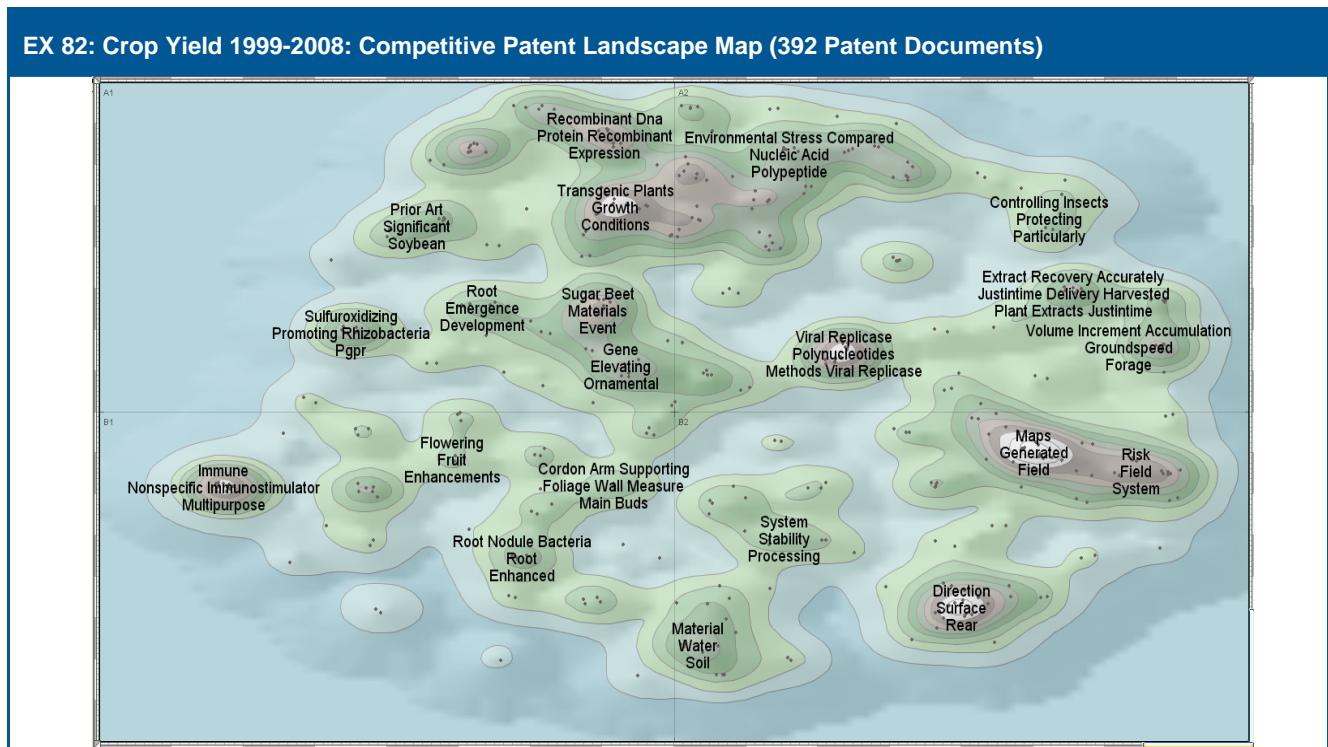 EX 82: Crop Yield 1999-2008: Competitive Patent Landscape Map (392 Patent Documents)
A1
A2
Recombinant Dna
Protein Recombinant
Expression
Environmental Stress Compared
Nucleic Acid
Polypeptide
Transgenic Plants
Growth
Conditions
Prior Art
Significant
Soybean
Controlling Insects
Protecting
Particularly
Extract Recovery Accurately
Justintime Delivery Harvested
Plant Extracts Justintime
Root
Emergence
Development
Sugar Beet
Materials
Event
Sulfuroxidizing
Promoting Rhizobacteria
Pgpr
Volume Increment Accumulation
Groundspeed
Forage
Viral Replicase
Polynucleotides
Methods Viral Replicase
Gene
Elevating
Ornamental
B1
B2
Flowering
Fruit
Enhancements
Maps
Generated
Field
Risk
Field
System
Immune
Nonspecific Immunostimulator
Multipurpose
Cordon Arm Supporting
Foliage Wall Measure
Main Buds
System
Stability
Processing
Root Nodule Bacteria
Root
Enhanced
Direction
Surface
Rear
Material
Water
Soil